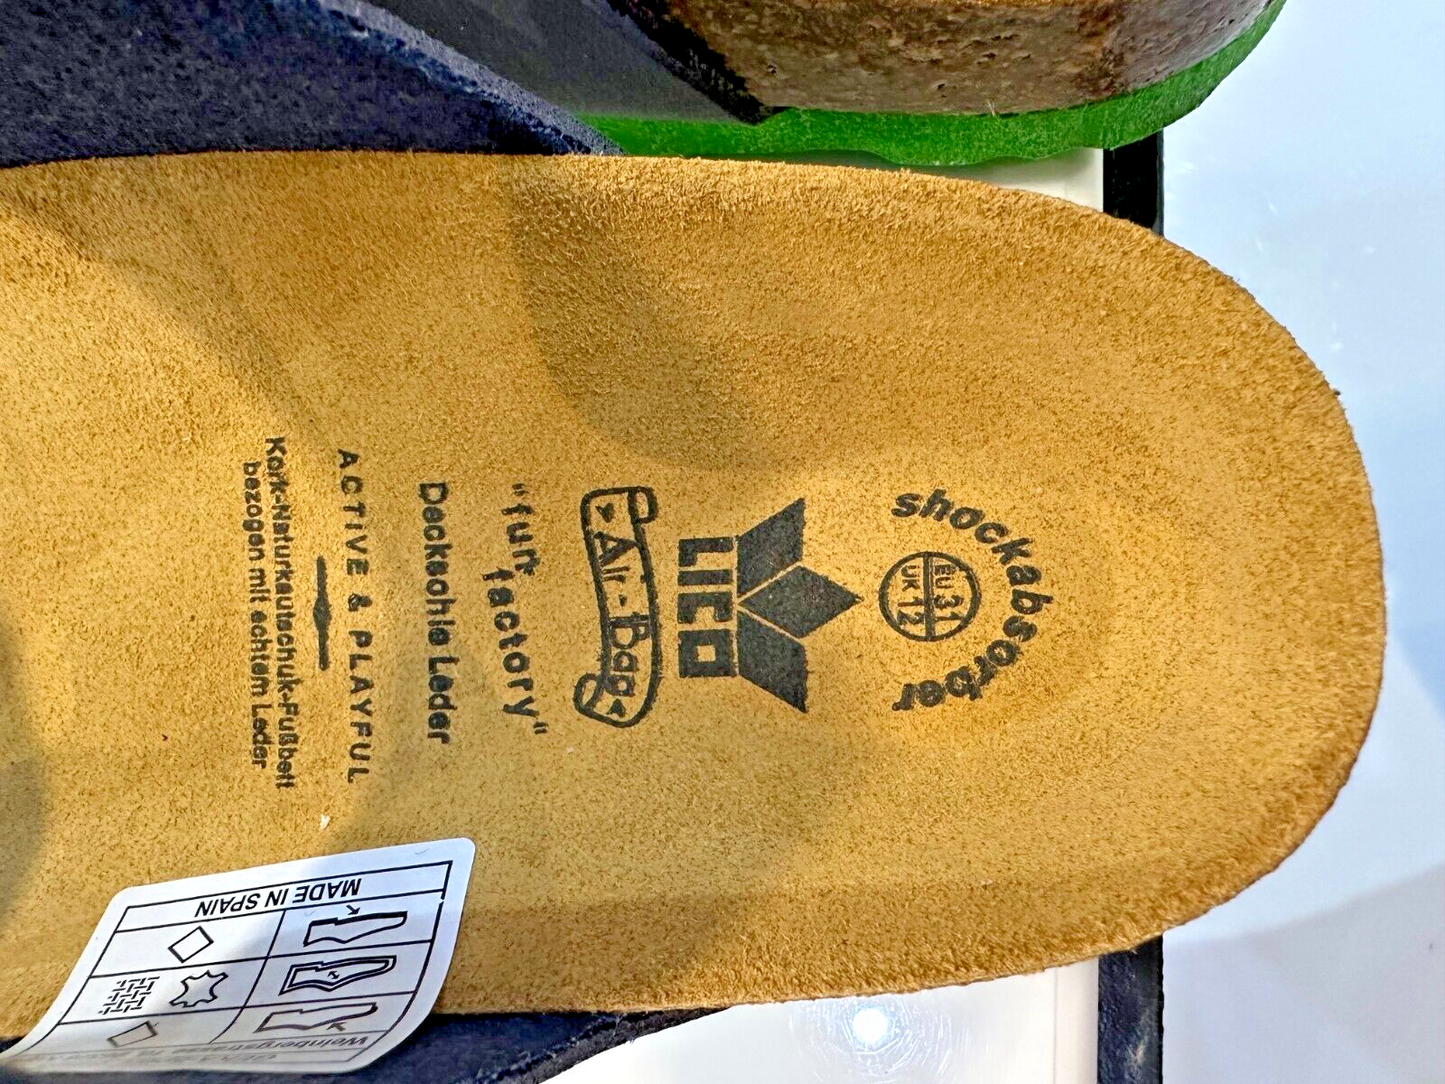 shockabsorber
EU 31
UK 12
LICO
Air-Bag
"fun
factory"
Decksohle Leder
ACTIVE & PLAYFUL
Kork-Naturkautschuk-Fußbett
bezogen mit echtem Leder
MADE IN SPAIN